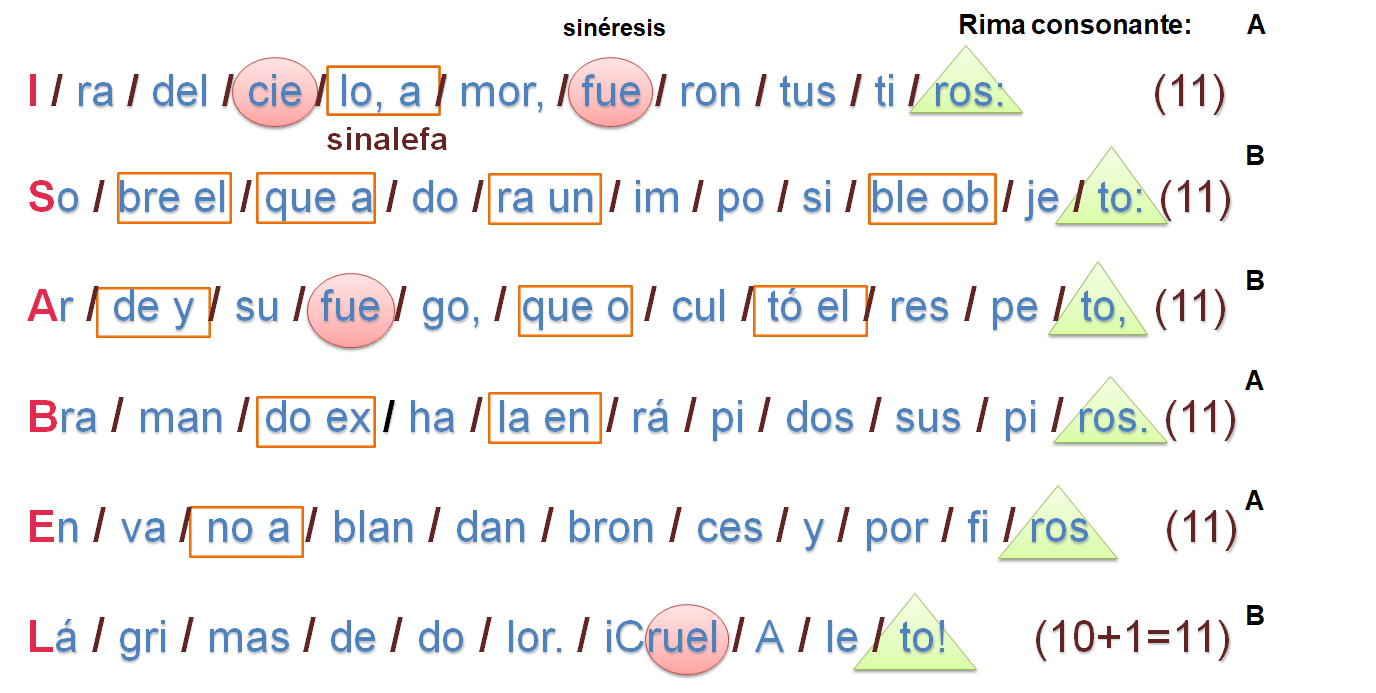 sinéresis Rima consonante: A
I / ra / del / cie / lo, a / mor, / fue / ron / tus / ti / ros: (11)
sinalefa
B
So / bre el / que a / do / ra un / im / po / si / ble ob / je / to: (11)
B
Ar / de y / su / fue / go, / que o / cul / tó el / res / pe / to, (11)
A
Bra / man / do ex / ha / la en / rá / pi / dos / sus / pi / ros. (11)
A
En / va / no a / blan / dan / bron / ces / y / por / fi / ros (11)
B
Lá / gri / mas / de / do / lor. / iCruel / A / le / to! (10+1=11)